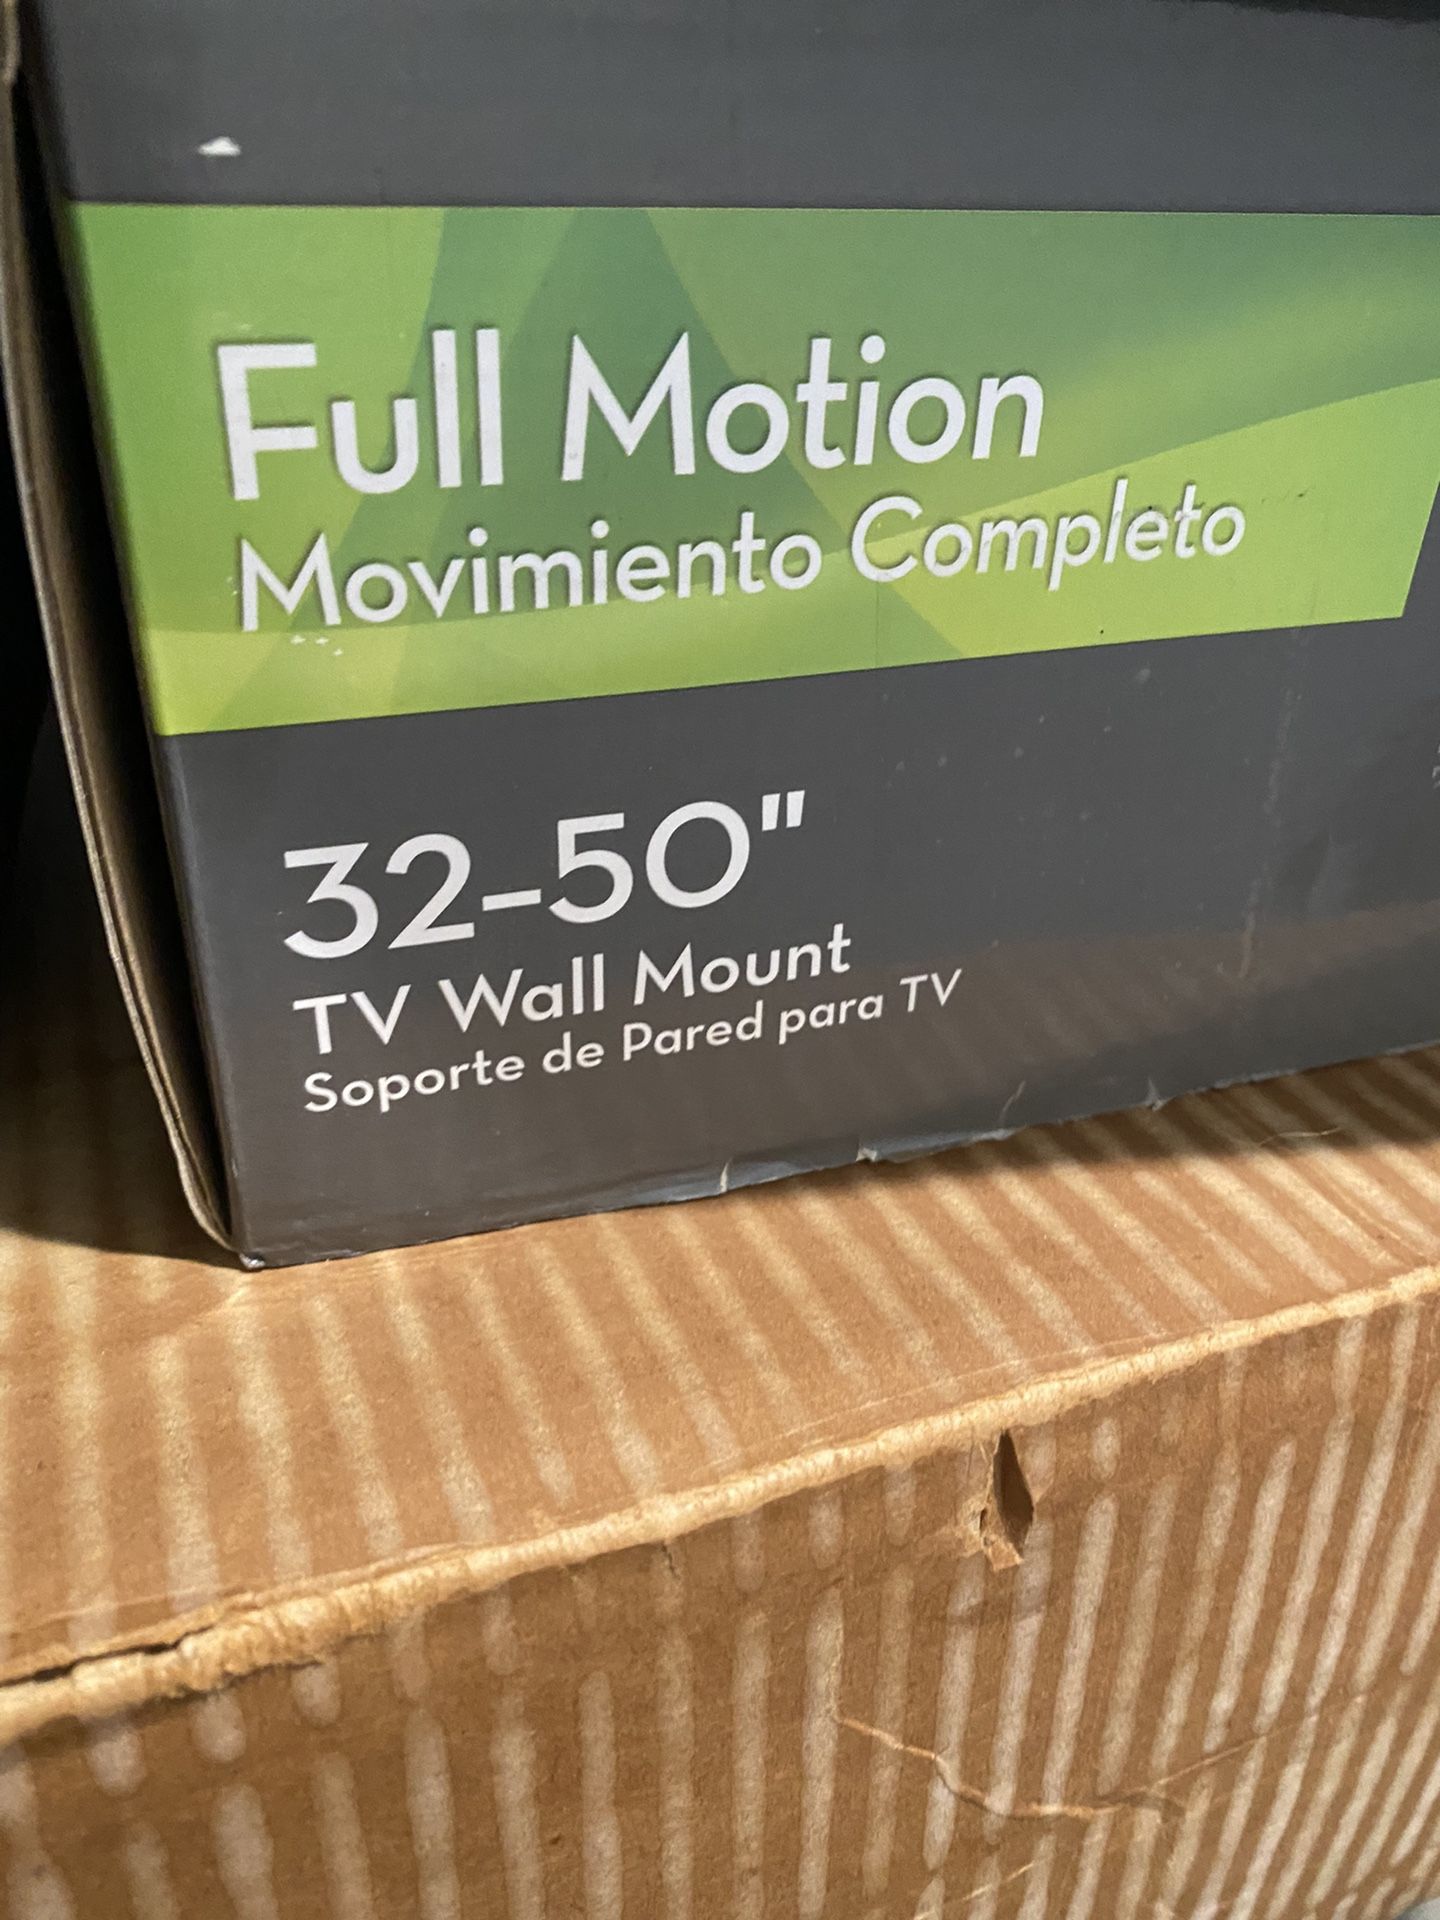 Full Motion
Movimiento Completo
32-50"
TV Wall Mount
Soporte de Pared para TV